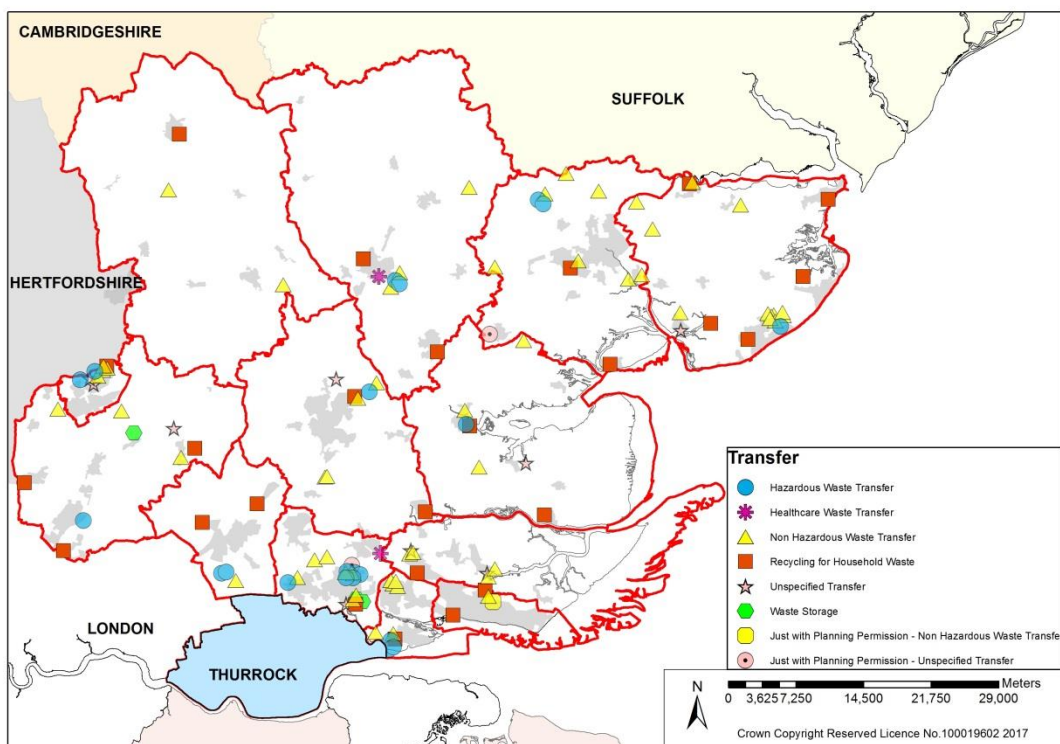 CAMBRIDGESHIRE
SUFFOLK
HERTFORDSHIRE
LONDON
THURROCK
Transfer
Hazardous Waste Transfer
Healthcare Waste Transfer
Non Hazardous Waste Transfer
Recycling for Household Waste
Unspecified Transfer
Waste Storage
Just with Planning Permission - Non Hazardous Waste Transfe
Just with Planning Permission - Unspecified Transfer
N
Meters
0 3,625 7,250 14,500 21,750 29,000
Crown Copyright Reserved Licence No.100019602 2017